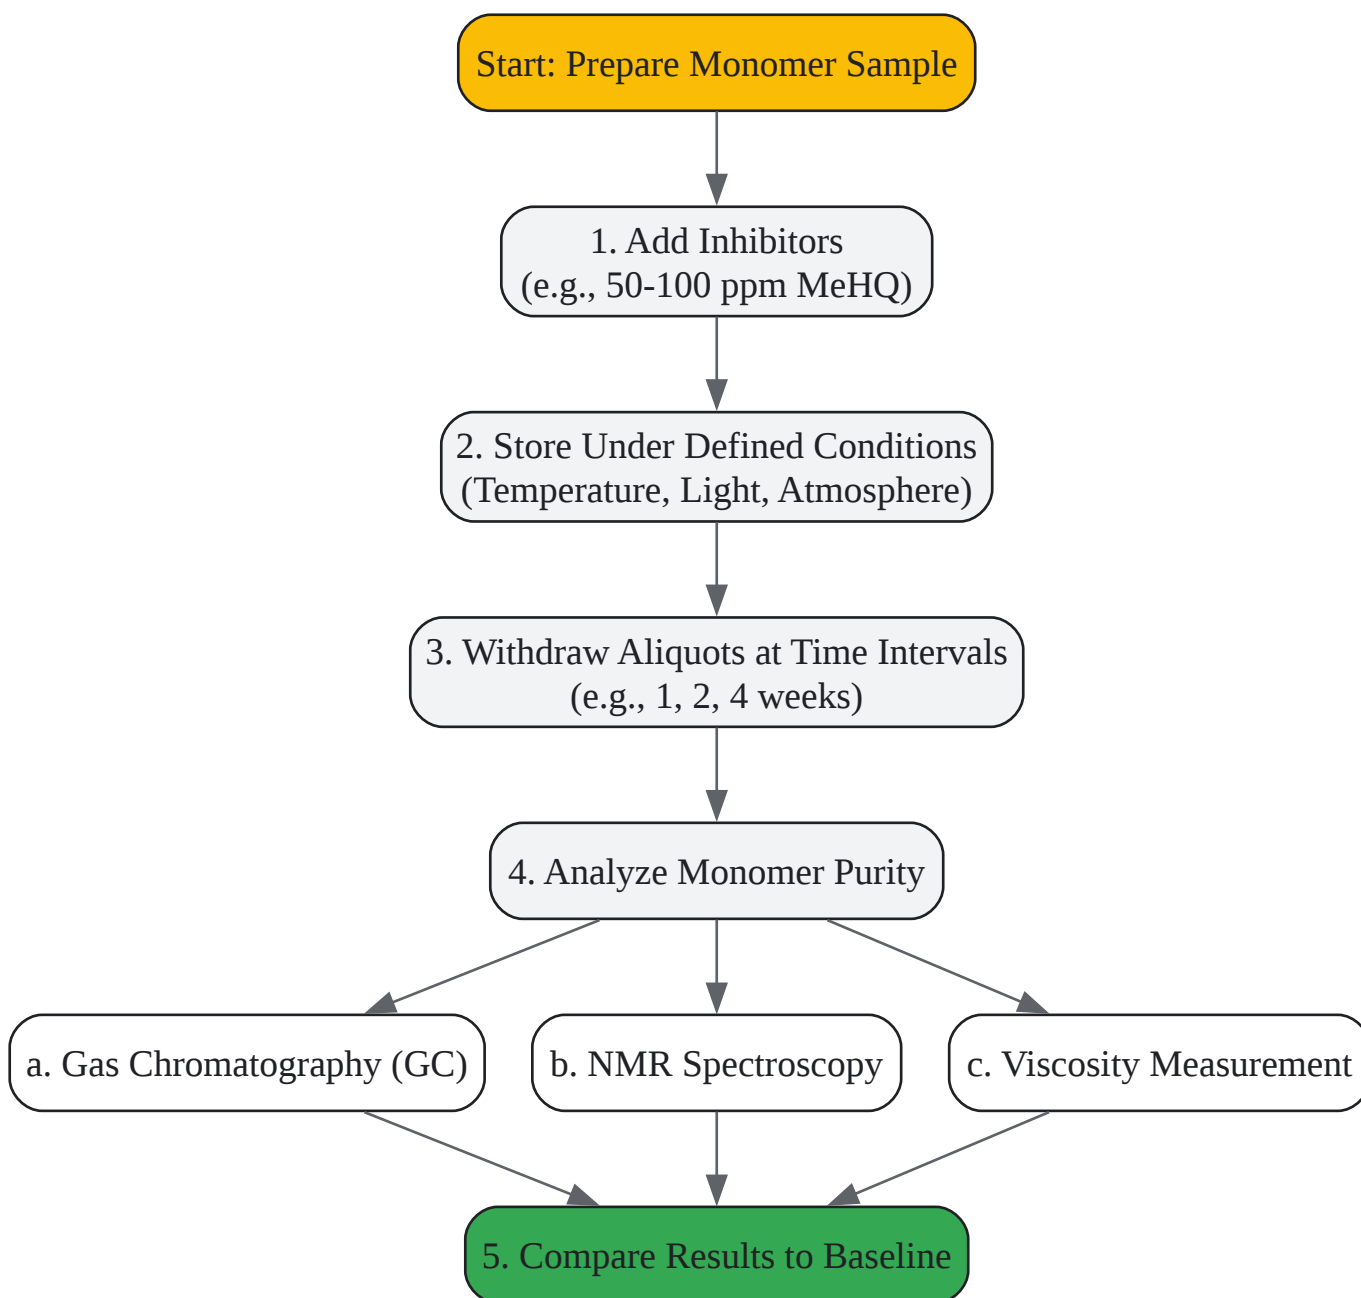 Start: Prepare Monomer Sample
1. Add Inhibitors
(e.g., 50-100 ppm MeHQ)
2. Store Under Defined Conditions
(Temperature, Light, Atmosphere)
3. Withdraw Aliquots at Time Intervals
(e.g., 1, 2, 4 weeks)
4. Analyze Monomer Purity
a. Gas Chromatography (GC)
b. NMR Spectroscopy
c. Viscosity Measurement
5. Compare Results to Baseline